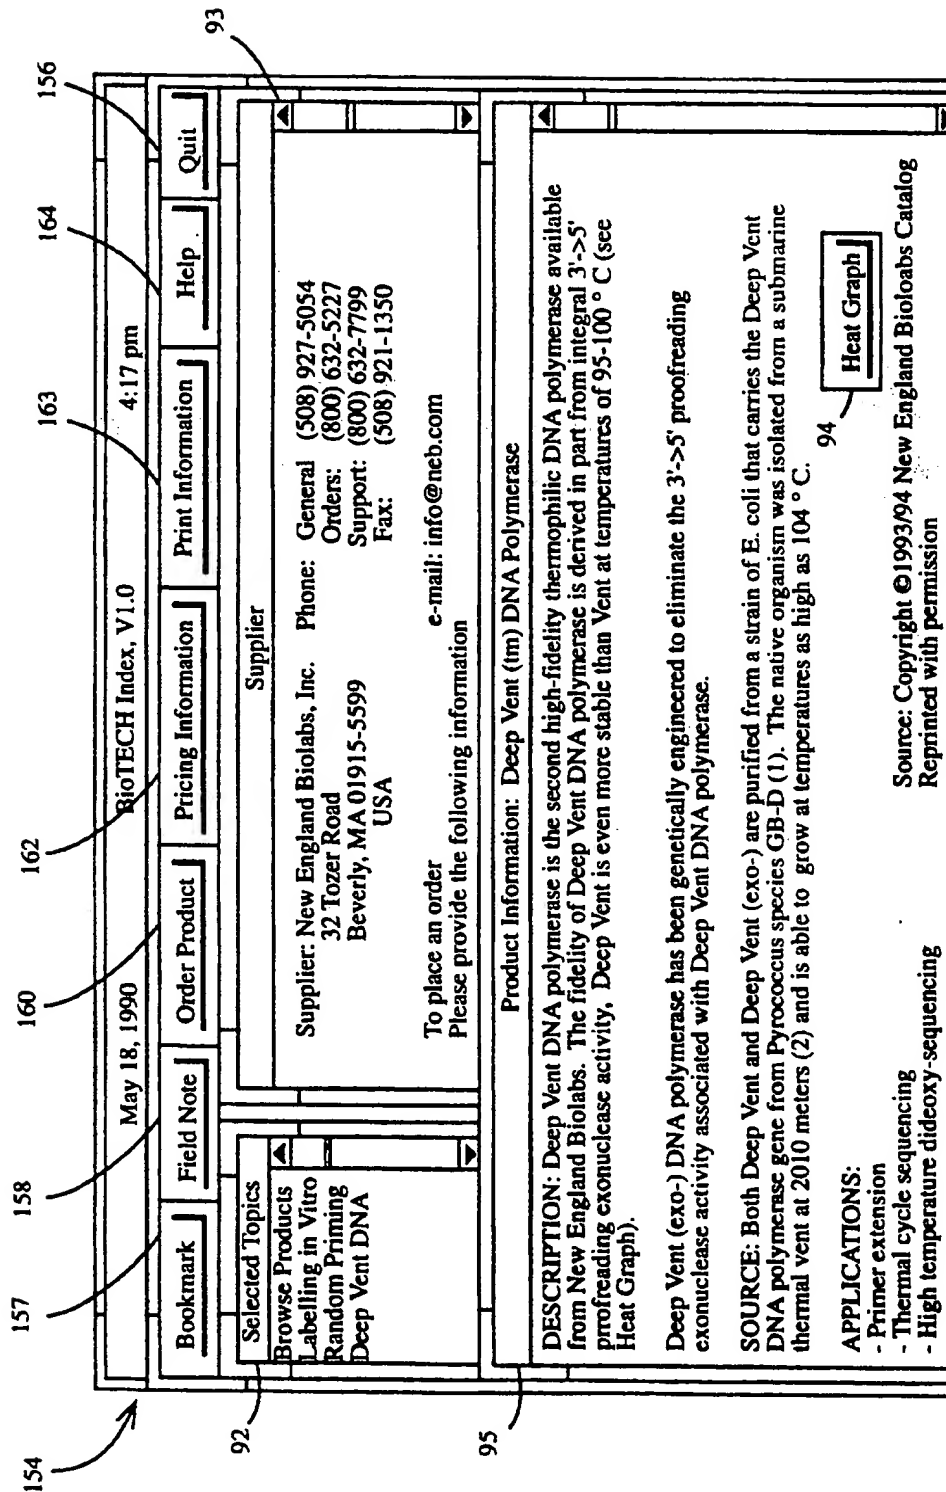 154
157
158
160
162
163
164
156
93
May 18, 1990 BioTECH Index, V1.0 4:17 pm
Bookmark Field Note Order Product Pricing Information Print Information Help Quit
92
Selected Topics
Browse Products
Labelling in Vitro
Random Priming
Deep Vent DNA
Supplier
Supplier: New England Biolabs, Inc. Phone: General (508) 927-5054
32 Tozer Road Orders: (800) 632-5227
Beverly, MA 01915-5599 Support: (800) 632-7799
USA Fax: (508) 921-1350
To place an order e-mail: info@neb.com
Please provide the following information
95
Product Information: Deep Vent (tm) DNA Polymerase
DESCRIPTION: Deep Vent DNA polymerase is the second high-fidelity thermophilic DNA polymerase available
from New England Biolabs. The fidelity of Deep Vent DNA polymerase is derived in part from integral 3'->5'
proofreading exonuclease activity, Deep Vent is even more stable than Vent at temperatures of 95-100 ° C (see
Heat Graph).
Deep Vent (exo-) DNA polymerase has been genetically engineered to eliminate the 3'->5' proofreading
exonuclease activity associated with Deep Vent DNA polymerase.
SOURCE: Both Deep Vent and Deep Vent (exo-) are purified from a strain of E. coli that carries the Deep Vent
DNA polymerase gene from Pyrococcus species GB-D (1). The native organism was isolated from a submarine
thermal vent at 2010 meters (2) and is able to grow at temperatures as high as 104 ° C.
94
Heat Graph
APPLICATIONS:
- Primer extension
- Thermal cycle sequencing
- High temperature dideoxy-sequencing
Source: Copyright ©1993/94 New England Bioloabs Catalog
Reprinted with permission